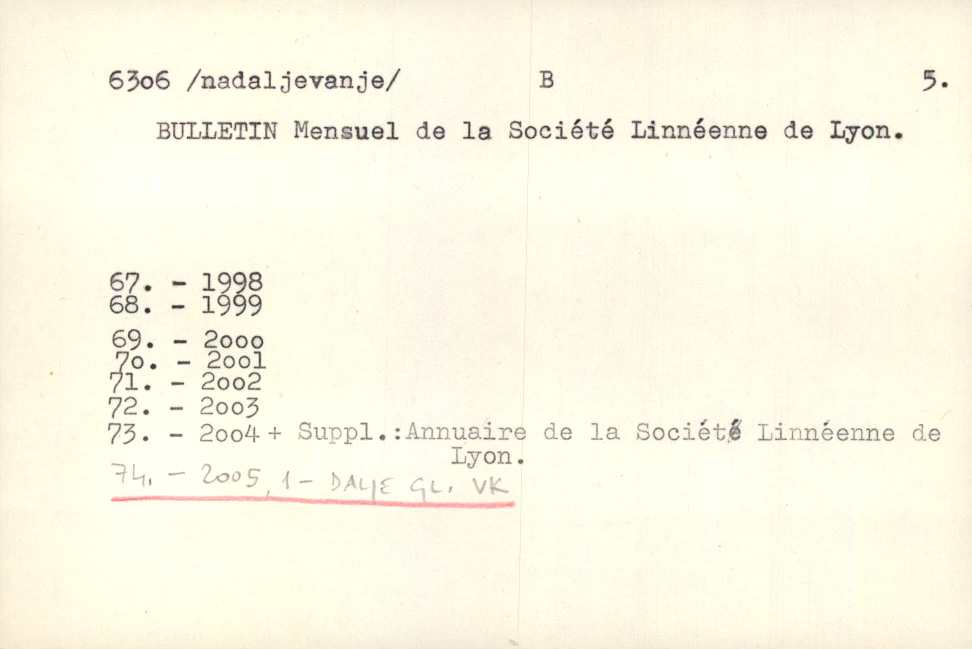 63o6 /nadaljevanje/ B 5.
BULLETIN Mensuel de la Société Linnéenne de Lyon.
67. - 1998
68. - 1999
69. - 2ooo
7o. - 2oo1
71. - 2oo2
72. - 2oo3
73. - 2oo4 + Suppl.:Annuaire de la Société Linnéenne de
Lyon.
74. - 2005, 1 - DALJE GL. VK